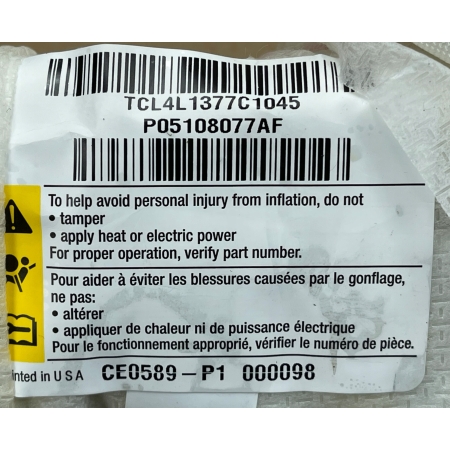 TCL4L1377C1045
P05108077AF
To help avoid personal injury from inflation, do not
• tamper
• apply heat or electric power
For proper operation, verify part number.
Pour aider à éviter les blessures causées par le gonflage,
ne pas:
• altérer
• appliquer de chaleur ni de puissance électrique
Pour le fonctionnement approprié, vérifier le numéro de pièce.
inted in U S A CE0589-P1 000098